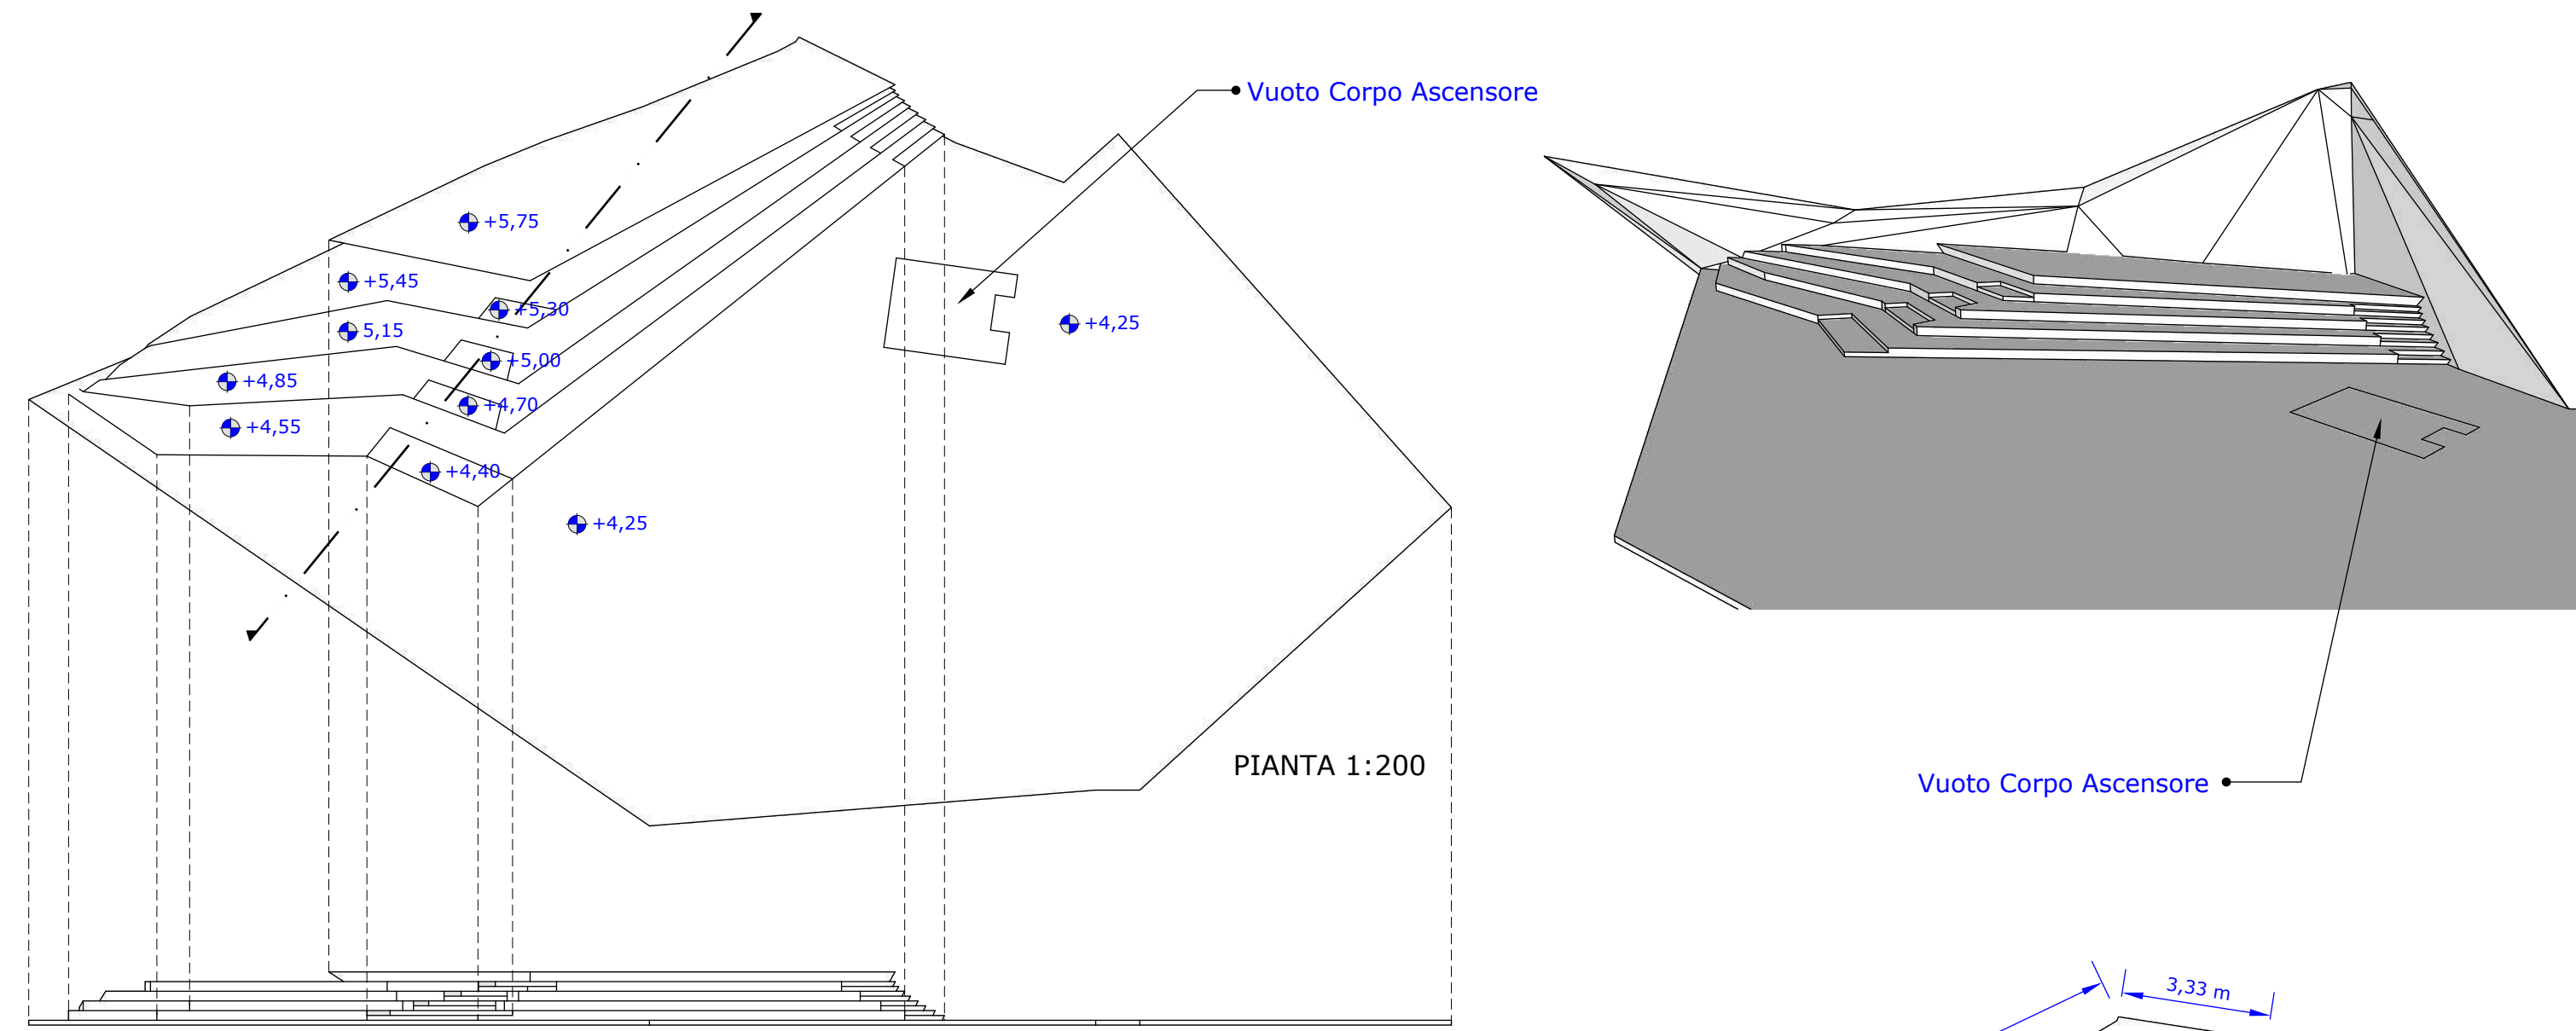 Vuoto Corpo Ascensore
+5,75
+5,45
+5,30
5,15
+4,25
+5,00
+4,85
+4,70
+4,55
+4,40
+4,25
PIANTA 1:200
Vuoto Corpo Ascensore
3,33 m